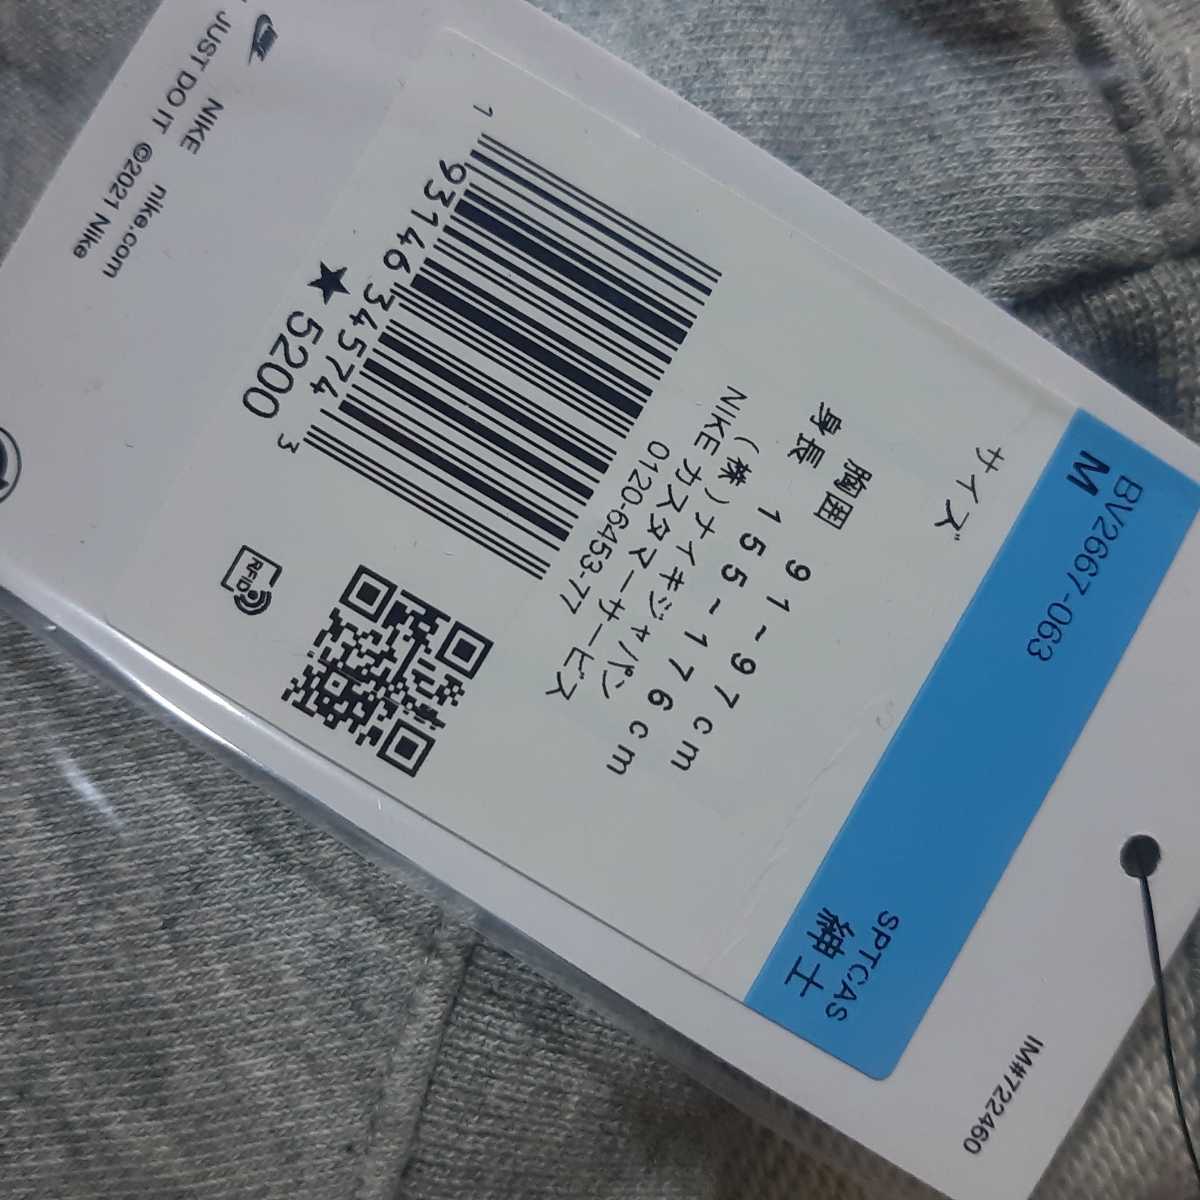 IM#722460
BV2667-063
SPTCAS
M
紳士
サイズ
胸囲 91~97cm
身長 155~176cm
(株)ナイキジャパン
NIKEカスタマーサービス
0120-6453-77
1 93146 34574 3
★5200
RFID
NIKE nike.com
JUST DO IT ©2021 Nike